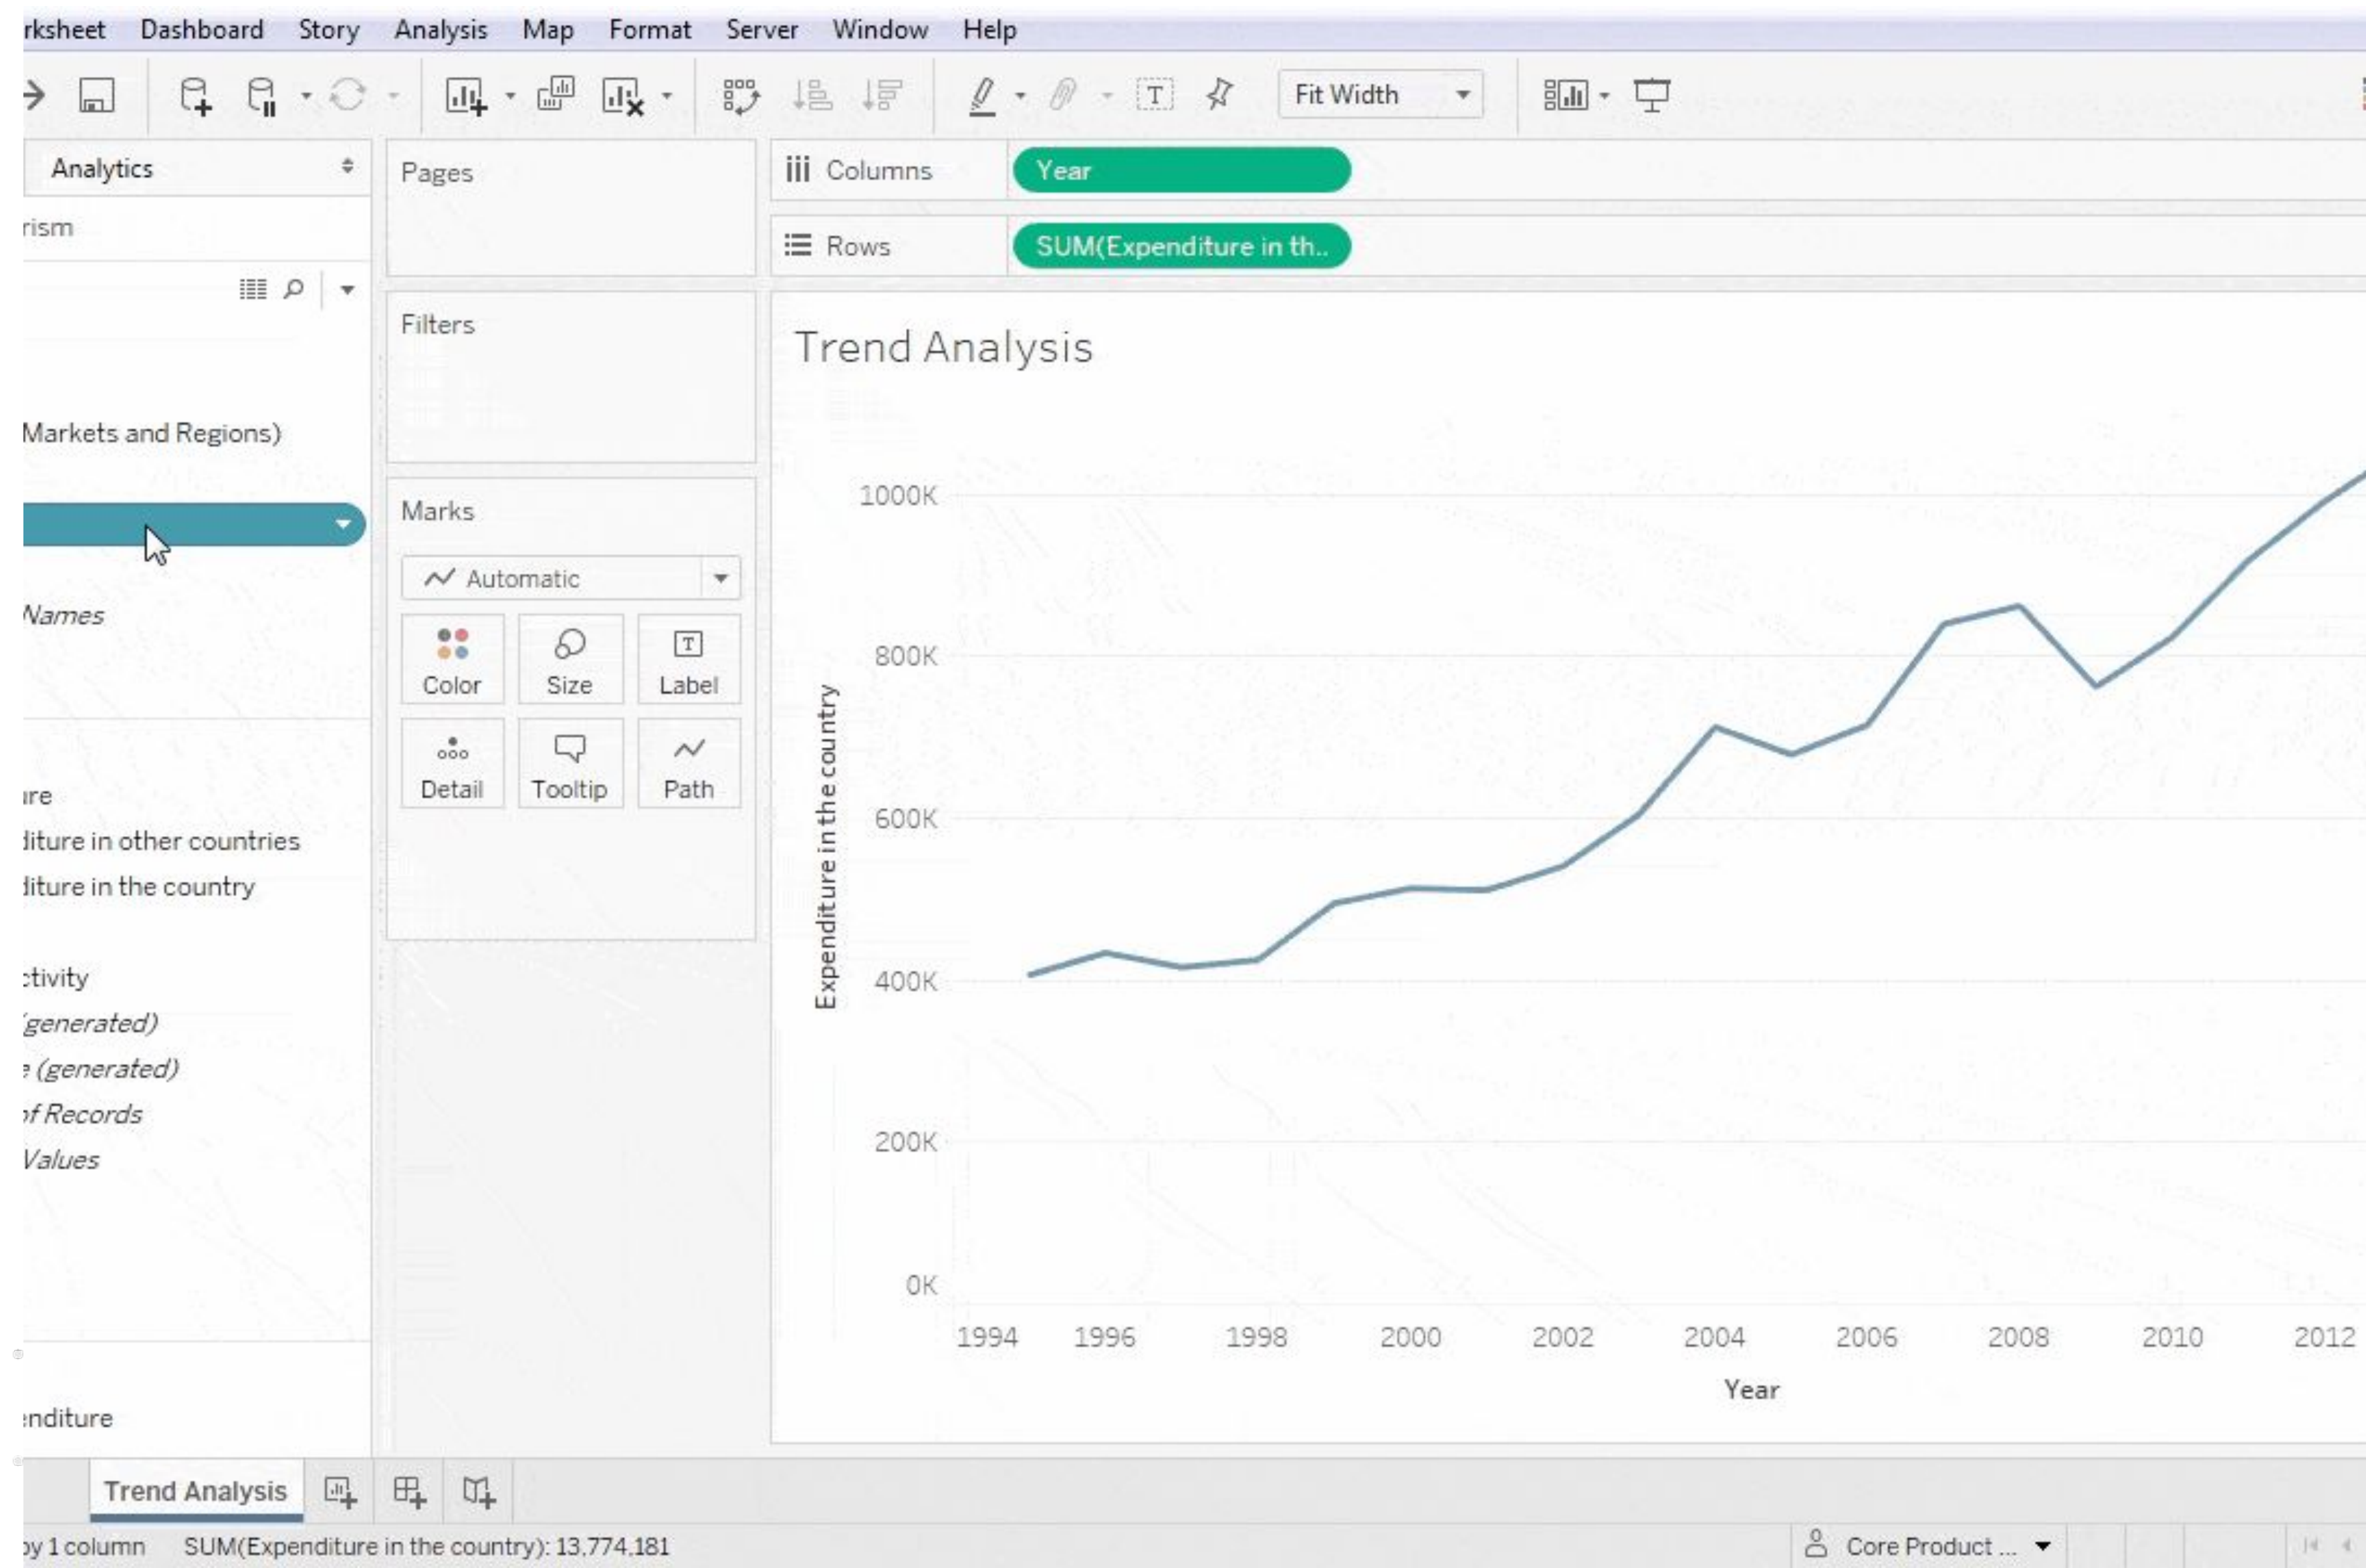 rksheet Dashboard Story Analysis Map Format Server Window Help
Fit Width
Analytics
rism
Markets and Regions)
Names
ure
diture in other countries
diture in the country
ctivity
(generated)
e (generated)
of Records
Values
enditure
Pages
Filters
Marks
Automatic
Color Size Label
Detail Tooltip Path
Columns Year
Rows SUM(Expenditure in th..
Trend Analysis
Expenditure in the country
1000K
800K
600K
400K
200K
0K
1994 1996 1998 2000 2002 2004 2006 2008 2010 2012
Year
Trend Analysis
by 1 column SUM(Expenditure in the country): 13,774,181
Core Product ...